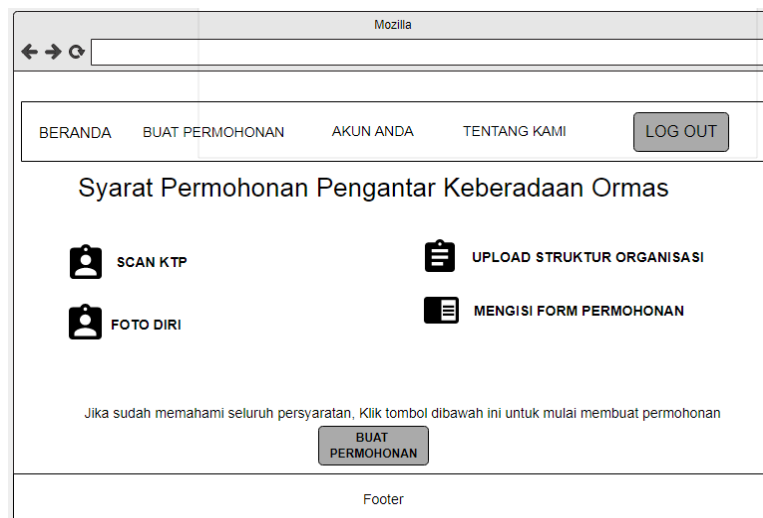 Mozilla
BERANDA BUAT PERMOHONAN AKUN ANDA TENTANG KAMI LOG OUT
Syarat Permohonan Pengantar Keberadaan Ormas
SCAN KTP
UPLOAD STRUKTUR ORGANISASI
FOTO DIRI
MENGISI FORM PERMOHONAN
Jika sudah memahami seluruh persyaratan, Klik tombol dibawah ini untuk mulai membuat permohonan
BUAT
PERMOHONAN
Footer